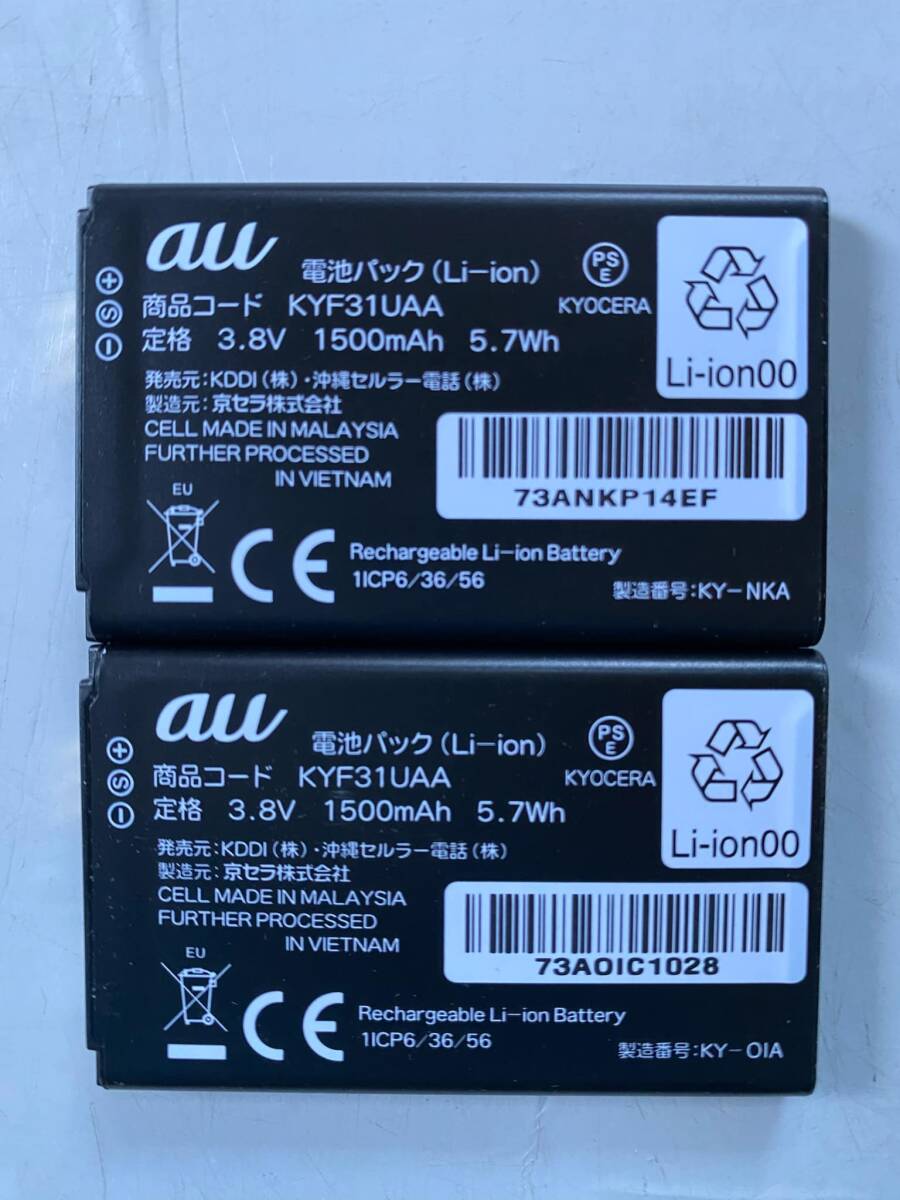 au
電池パック(Li-ion)
商品コード KYF31UAA
定格 3.8V 1500mAh 5.7Wh
発売元:KDDI(株)・沖縄セルラー電話(株)
製造元:京セラ株式会社
CELL MADE IN MALAYSIA
FURTHER PROCESSED
IN VIETNAM
PS
E
KYOCERA
Li-ion00
73ANKP14EF
EU
CE
Rechargeable Li-ion Battery
1ICP6/36/56
製造番号:KY-NKA
+
S
-
au
電池パック(Li-ion)
商品コード KYF31UAA
定格 3.8V 1500mAh 5.7Wh
発売元:KDDI(株)・沖縄セルラー電話(株)
製造元:京セラ株式会社
CELL MADE IN MALAYSIA
FURTHER PROCESSED
IN VIETNAM
PS
E
KYOCERA
Li-ion00
73AOIC1028
EU
CE
Rechargeable Li-ion Battery
1ICP6/36/56
製造番号:KY-OIA
+
S
-